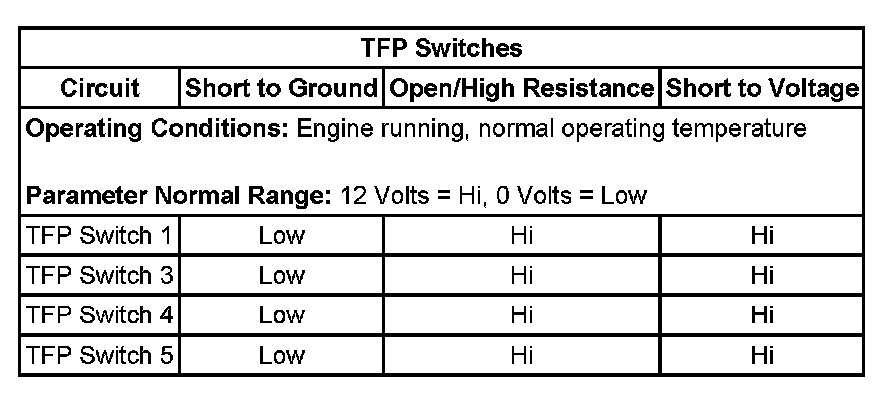 TFP Switches
Circuit Short to Ground Open/High Resistance Short to Voltage
Operating Conditions: Engine running, normal operating temperature
Parameter Normal Range: 12 Volts = Hi, 0 Volts = Low
TFP Switch 1 Low Hi Hi
TFP Switch 3 Low Hi Hi
TFP Switch 4 Low Hi Hi
TFP Switch 5 Low Hi Hi